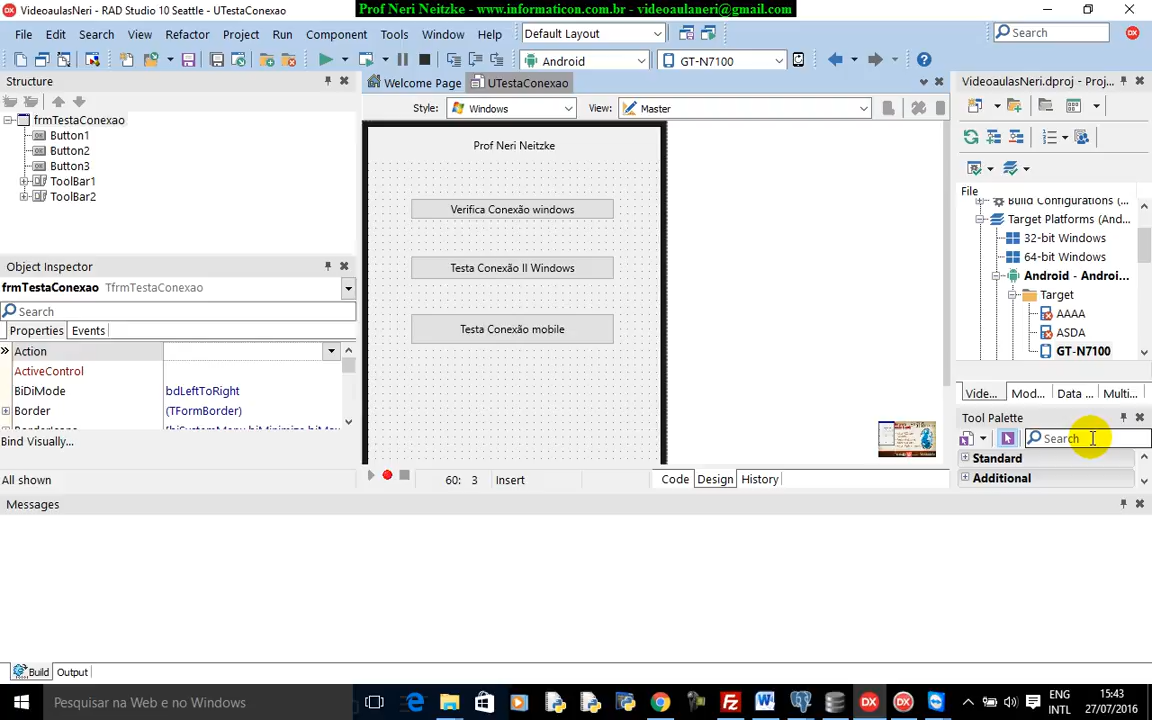 VideoaulasNeri - RAD Studio 10 Seattle - UTestaConexao
Prof Neri Neitzke - www.informaticon.com.br - videoaulaneri@gmail.com
File Edit Search View Refactor Project Run Component Tools Window Help
Default Layout
Search
Android
GT-N7100
Structure
frmTestaConexao
Button1
Button2
Button3
ToolBar1
ToolBar2
Object Inspector
frmTestaConexao TfrmTestaConexao
Search
Properties Events
Action
ActiveControl
BiDiMode bdLeftToRight
Border (TFormBorder)
Bind Visually...
All shown
Welcome Page UTestaConexao
Style: Windows View: Master
Prof Neri Neitzke
Verifica Conexão windows
Testa Conexão II Windows
Testa Conexão mobile
60: 3 Insert
Code Design History
VideoaulasNeri.dproj - Proj...
File
Build Configurations (...
Target Platforms (And...
32-bit Windows
64-bit Windows
Android - Androi...
Target
AAAA
ASDA
GT-N7100
Vide... Mod... Data ... Multi...
Tool Palette
Search
Standard
Additional
Messages
Build Output
Pesquisar na Web e no Windows
ENG
INTL
15:43
27/07/2016